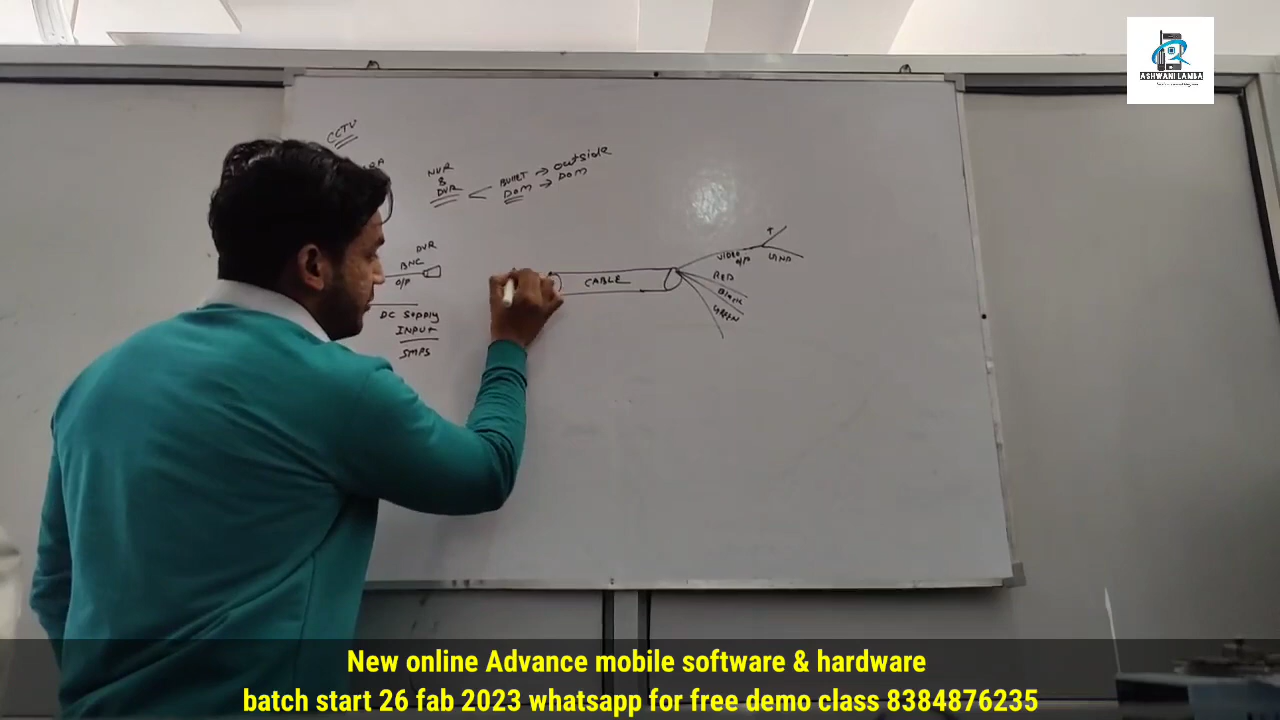 ASHWANI LAMBA
CCTV
NVR
&
DVR
BULLET → outside
DOM → DOM
DVR
BNC
O/P
DC Supply
INPUT
SMPS
CABLE
VIDEO
O/P
+
GND
RED
Black
GREEN
New online Advance mobile software & hardware
batch start 26 fab 2023 whatsapp for free demo class 8384876235